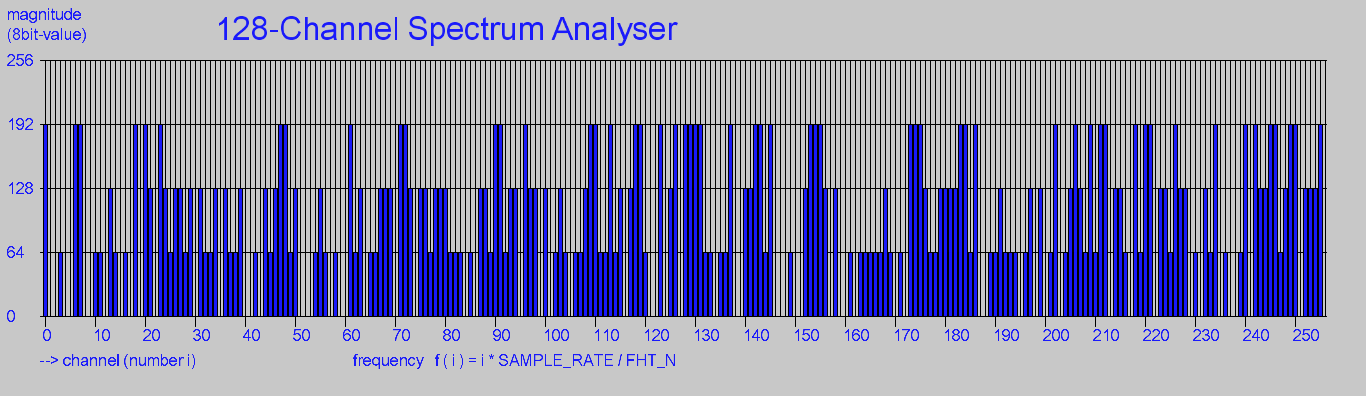 magnitude
(8bit-value)
128-Channel Spectrum Analyser
256
192
128
64
0
0 10 20 30 40 50 60 70 80 90 100 110 120 130 140 150 160 170 180 190 200 210 220 230 240 250
--> channel (number i) frequency f ( i ) = i * SAMPLE_RATE / FHT_N